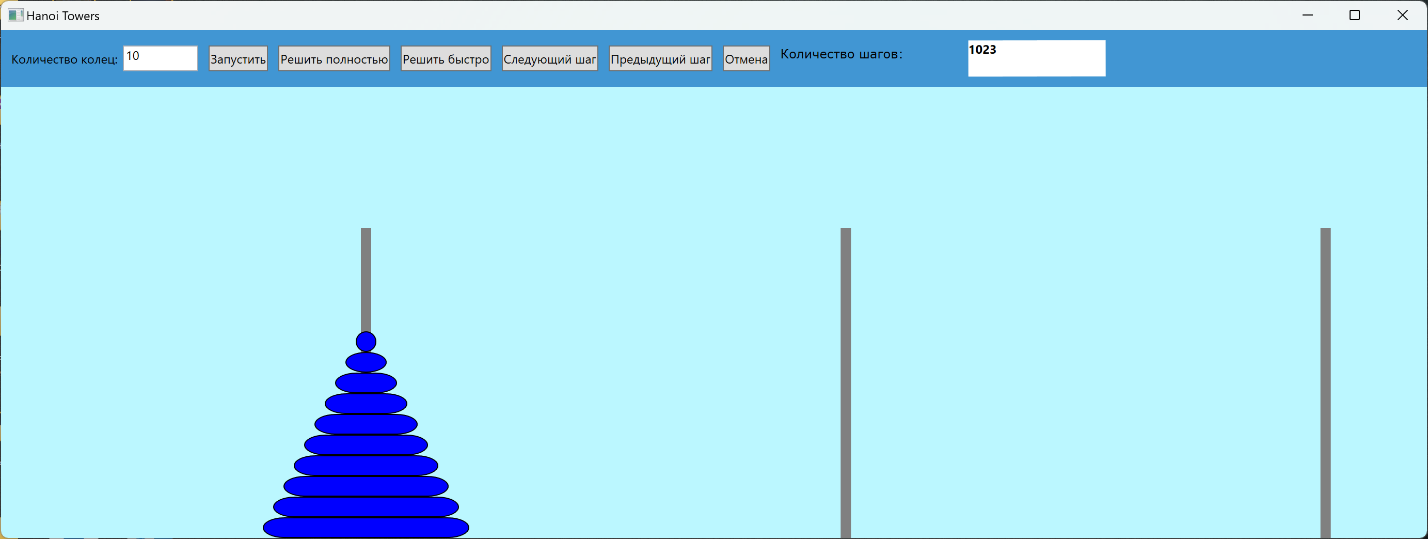 Hanoi Towers
Количество колец: 10 Запустить Решить полностью Решить быстро Следующий шаг Предыдущий шаг Отмена Количество шагов: 1023